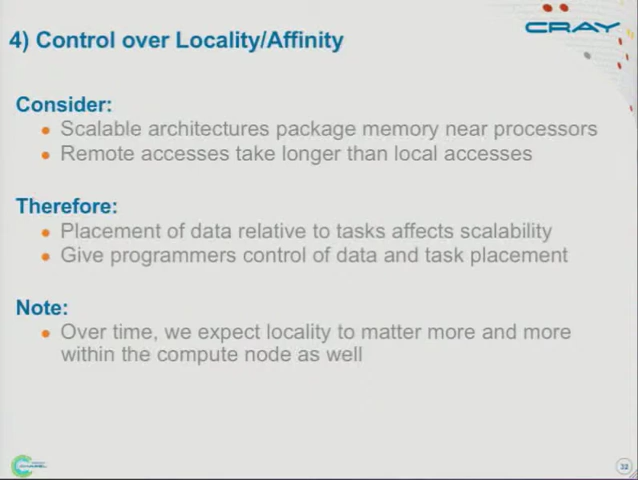 4) Control over Locality/Affinity
CRAY
Consider:
Scalable architectures package memory near processors
Remote accesses take longer than local accesses
Therefore:
Placement of data relative to tasks affects scalability
Give programmers control of data and task placement
Note:
Over time, we expect locality to matter more and more
within the compute node as well
32